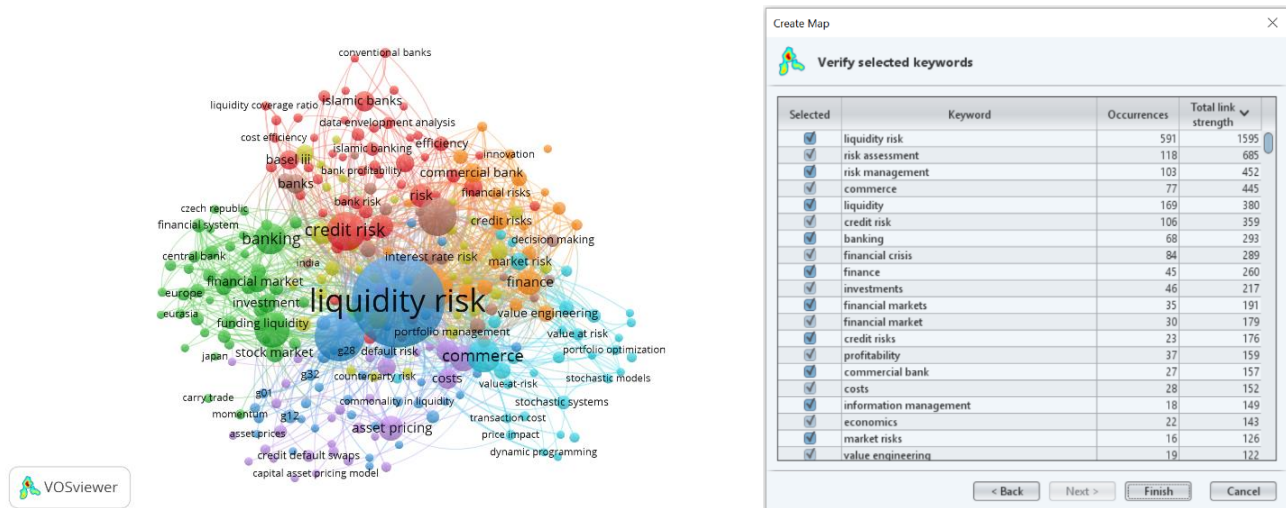 conventional banks
liquidity coverage ratio
islamic banks
data envelopment analysis
cost efficiency
islamic banking
efficiency
innovation
basel iii
bank profitability
commercial bank
banks
financial risks
bank risk
risk
czech republic
credit risks
financial system
credit risk
banking
decision making
central bank
india
interest rate risk
market risk
financial market
finance
europe
investment
liquidity risk
eurasia
funding liquidity
value engineering
portfolio management
value at risk
stock market
g28
default risk
commerce
portfolio optimization
japan
g32
counterparty risk
costs
value-at-risk
stochastic models
g01
carry trade
commonality in liquidity
stochastic systems
momentum
g12
transaction cost
asset prices
asset pricing
price impact
credit default swaps
dynamic programming
capital asset pricing model
VOSviewer
Create Map
Verify selected keywords
Selected Keyword Occurrences Total link strength
liquidity risk 591 1595
risk assessment 118 685
risk management 103 452
commerce 77 445
liquidity 169 380
credit risk 106 359
banking 68 293
financial crisis 84 289
finance 45 260
investments 46 217
financial markets 35 191
financial market 30 179
credit risks 23 176
profitability 37 159
commercial bank 27 157
costs 28 152
information management 18 149
economics 22 143
market risks 16 126
value engineering 19 122
< Back Next > Finish Cancel